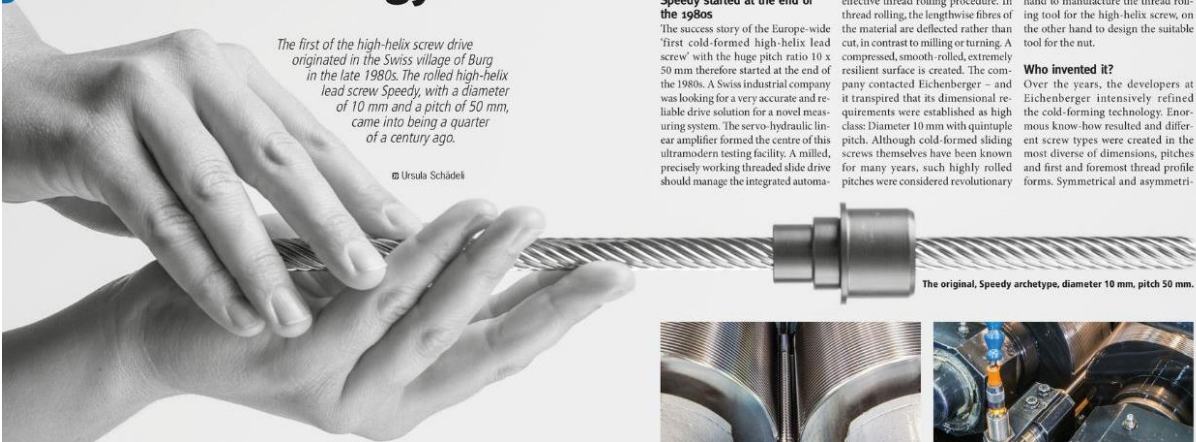 The first of the high-helix screw drive
originated in the Swiss village of Burg
in the late 1980s. The rolled high-helix
lead screw Speedy, with a diameter
of 10 mm and a pitch of 50 mm,
came into being a quarter
of a century ago.
Ursula Schädeli
Speedy started at the end of
the 1980s
The success story of the Europe-wide
'first cold-formed high-helix lead
screw' with the huge pitch ratio 10 x
50 mm therefore started at the end of
the 1980s. A Swiss industrial company
was looking for a very accurate and re-
liable drive solution for a novel meas-
uring system. The servo-hydraulic lin-
ear amplifier formed the centre of this
ultramodern testing facility. A milled,
precisely working threaded slide drive
should manage the integrated automa-
effective thread rolling procedure. In
thread rolling, the lengthwise fibres of
the material are deflected rather than
cut, in contrast to milling or turning. A
compressed, smooth-rolled, extremely
resilient surface is created. The com-
pany contacted Eichenberger – and
it transpired that its dimensional re-
quirements were established as high
class: Diameter 10 mm with quintuple
pitch. Although cold-formed sliding
screws themselves have been known
for many years, such highly rolled
pitches were considered revolutionary
hand to manufacture the thread roll-
ing tool for the high-helix screw, on
the other hand to design the suitable
tool for the nut.
Who invented it?
Over the years, the developers at
Eichenberger intensively refined
the cold-forming technology. Enor-
mous know-how resulted and differ-
ent screw types were created in the
most diverse of dimensions, pitches
and first and foremost thread profile
forms. Symmetrical and asymmetri-
The original, Speedy archetype, diameter 10 mm, pitch 50 mm.